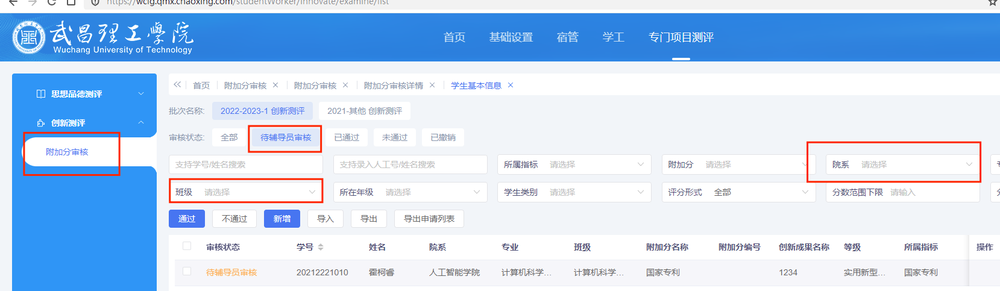 https://wclg.qmx.chaoxing.com/studentWorker/innovate/examine/list
武昌理工學院
Wuchang University of Technology
首页 基础设置 宿管 学工 专门项目测评
思想品德测评
创新测评
附加分审核
首页 附加分审核 附加分审核 附加分审核详情 学生基本信息
批次名称: 2022-2023-1 创新测评 2021-其他 创新测评
审核状态: 全部 待辅导员审核 已通过 未通过 已撤销
支持学号/姓名搜索 支持录入人工号/姓名搜索 所属指标 请选择 附加分 请选择 院系 请选择
班级 请选择 所在年级 请选择 学生类别 请选择 评分形式 全部 分数范围下限 请输入
通过 不通过 新增 导入 导出 导出申请列表
审核状态 学号 姓名 院系 专业 班级 附加分名称 附加分编号 创新成果名称 等级 所属指标 操作
待辅导员审核 20212221010 霍柯睿 人工智能学院 计算机科学... 计算机科学... 国家专利 1234 实用新型... 国家专利